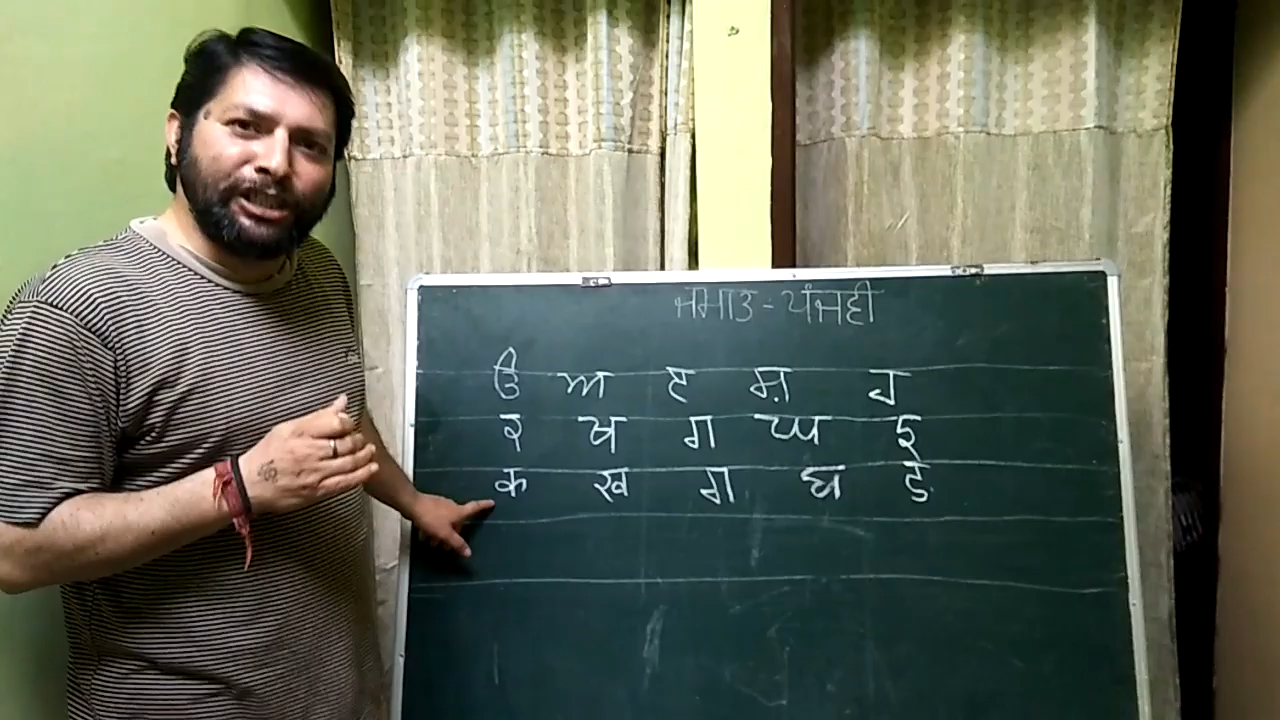 ਜਮਾਤ - ਪੰਜਵੀ
ੳ ਅ ੲ ਸ਼ ਹ
ਕ ਖ ਗ ਘ ਙ
क ख ग घ ङ